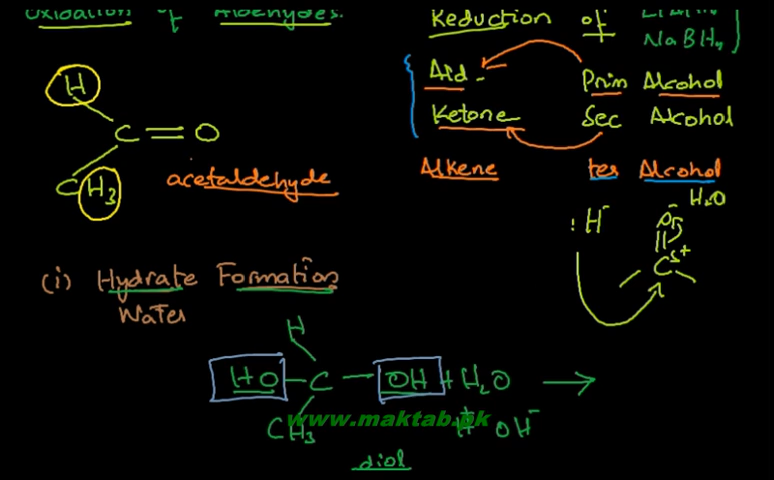 Oxidation of Aldehydes.
H
C = O
CH3
acetaldehyde
Reduction of
NaBH4
Ald - Prim Alcohol
Ketone Sec Alcohol
Alkene ter Alcohol
H2O
:H-
O
C δ+
(i) Hydrate Formation
Water
H
HO - C - OH + H2O →
CH3
H+ OH-
www.maktab.pk
diol